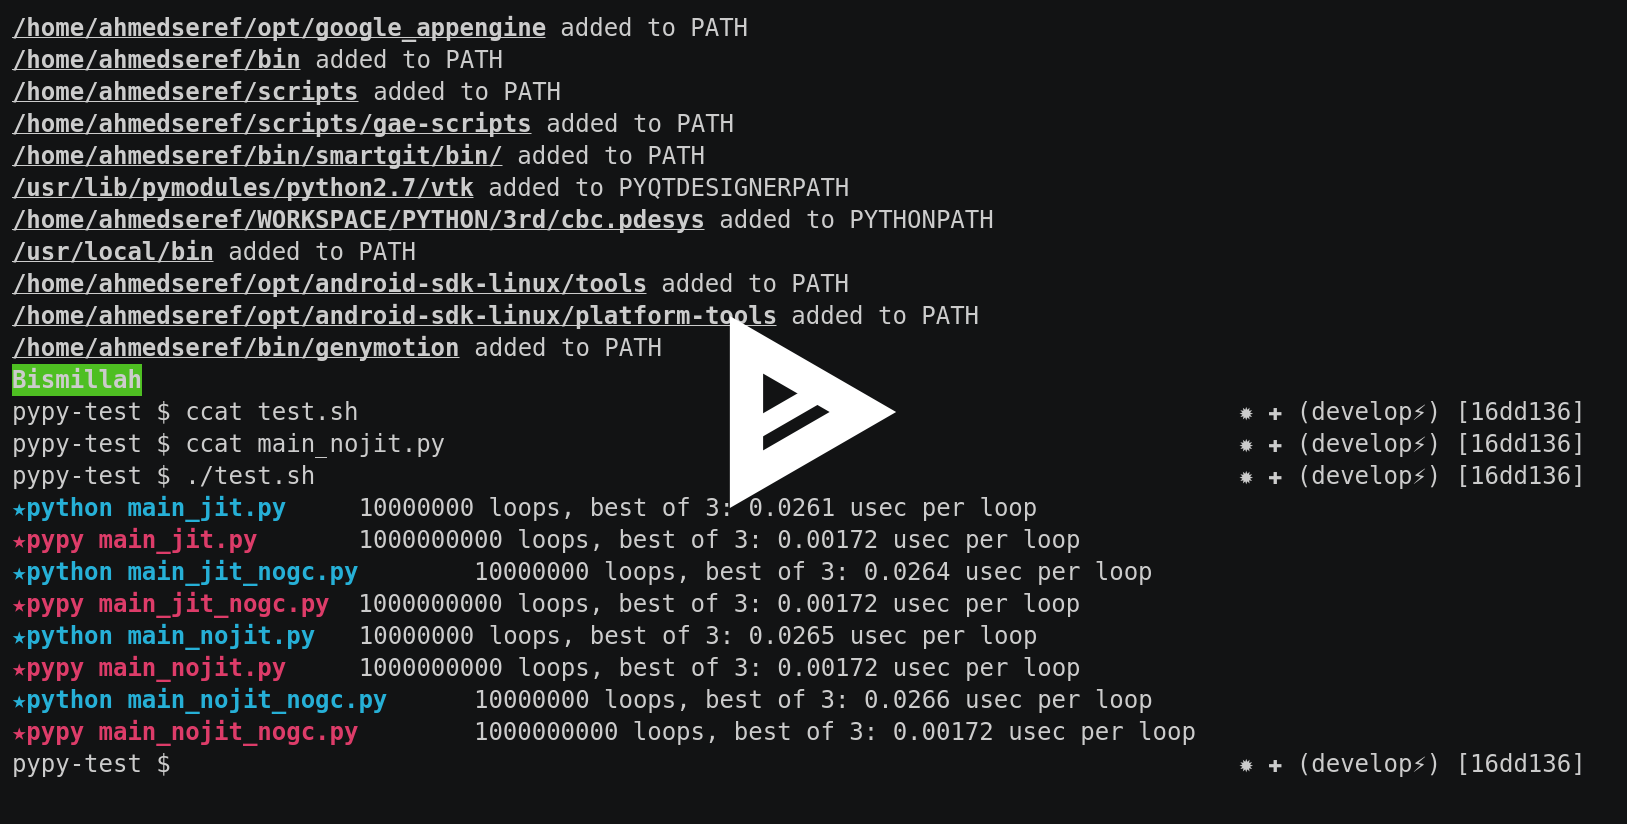 /home/ahmedseref/opt/google_appengine added to PATH
/home/ahmedseref/bin added to PATH
/home/ahmedseref/scripts added to PATH
/home/ahmedseref/scripts/gae-scripts added to PATH
/home/ahmedseref/bin/smartgit/bin/ added to PATH
/usr/lib/pymodules/python2.7/vtk added to PYQTDESIGNERPATH
/home/ahmedseref/WORKSPACE/PYTHON/3rd/cbc.pdesys added to PYTHONPATH
/usr/local/bin added to PATH
/home/ahmedseref/opt/android-sdk-linux/tools added to PATH
/home/ahmedseref/opt/android-sdk-linux/platform-tools added to PATH
/home/ahmedseref/bin/genymotion added to PATH
Bismillah
pypy-test $ ccat test.sh ✹ ✚ (develop⚡) [16dd136]
pypy-test $ ccat main_nojit.py ✹ ✚ (develop⚡) [16dd136]
pypy-test $ ./test.sh ✹ ✚ (develop⚡) [16dd136]
★python main_jit.py 10000000 loops, best of 3: 0.0261 usec per loop
★pypy main_jit.py 1000000000 loops, best of 3: 0.00172 usec per loop
★python main_jit_nogc.py 10000000 loops, best of 3: 0.0264 usec per loop
★pypy main_jit_nogc.py 1000000000 loops, best of 3: 0.00172 usec per loop
★python main_nojit.py 10000000 loops, best of 3: 0.0265 usec per loop
★pypy main_nojit.py 1000000000 loops, best of 3: 0.00172 usec per loop
★python main_nojit_nogc.py 10000000 loops, best of 3: 0.0266 usec per loop
★pypy main_nojit_nogc.py 1000000000 loops, best of 3: 0.00172 usec per loop
pypy-test $ ✹ ✚ (develop⚡) [16dd136]